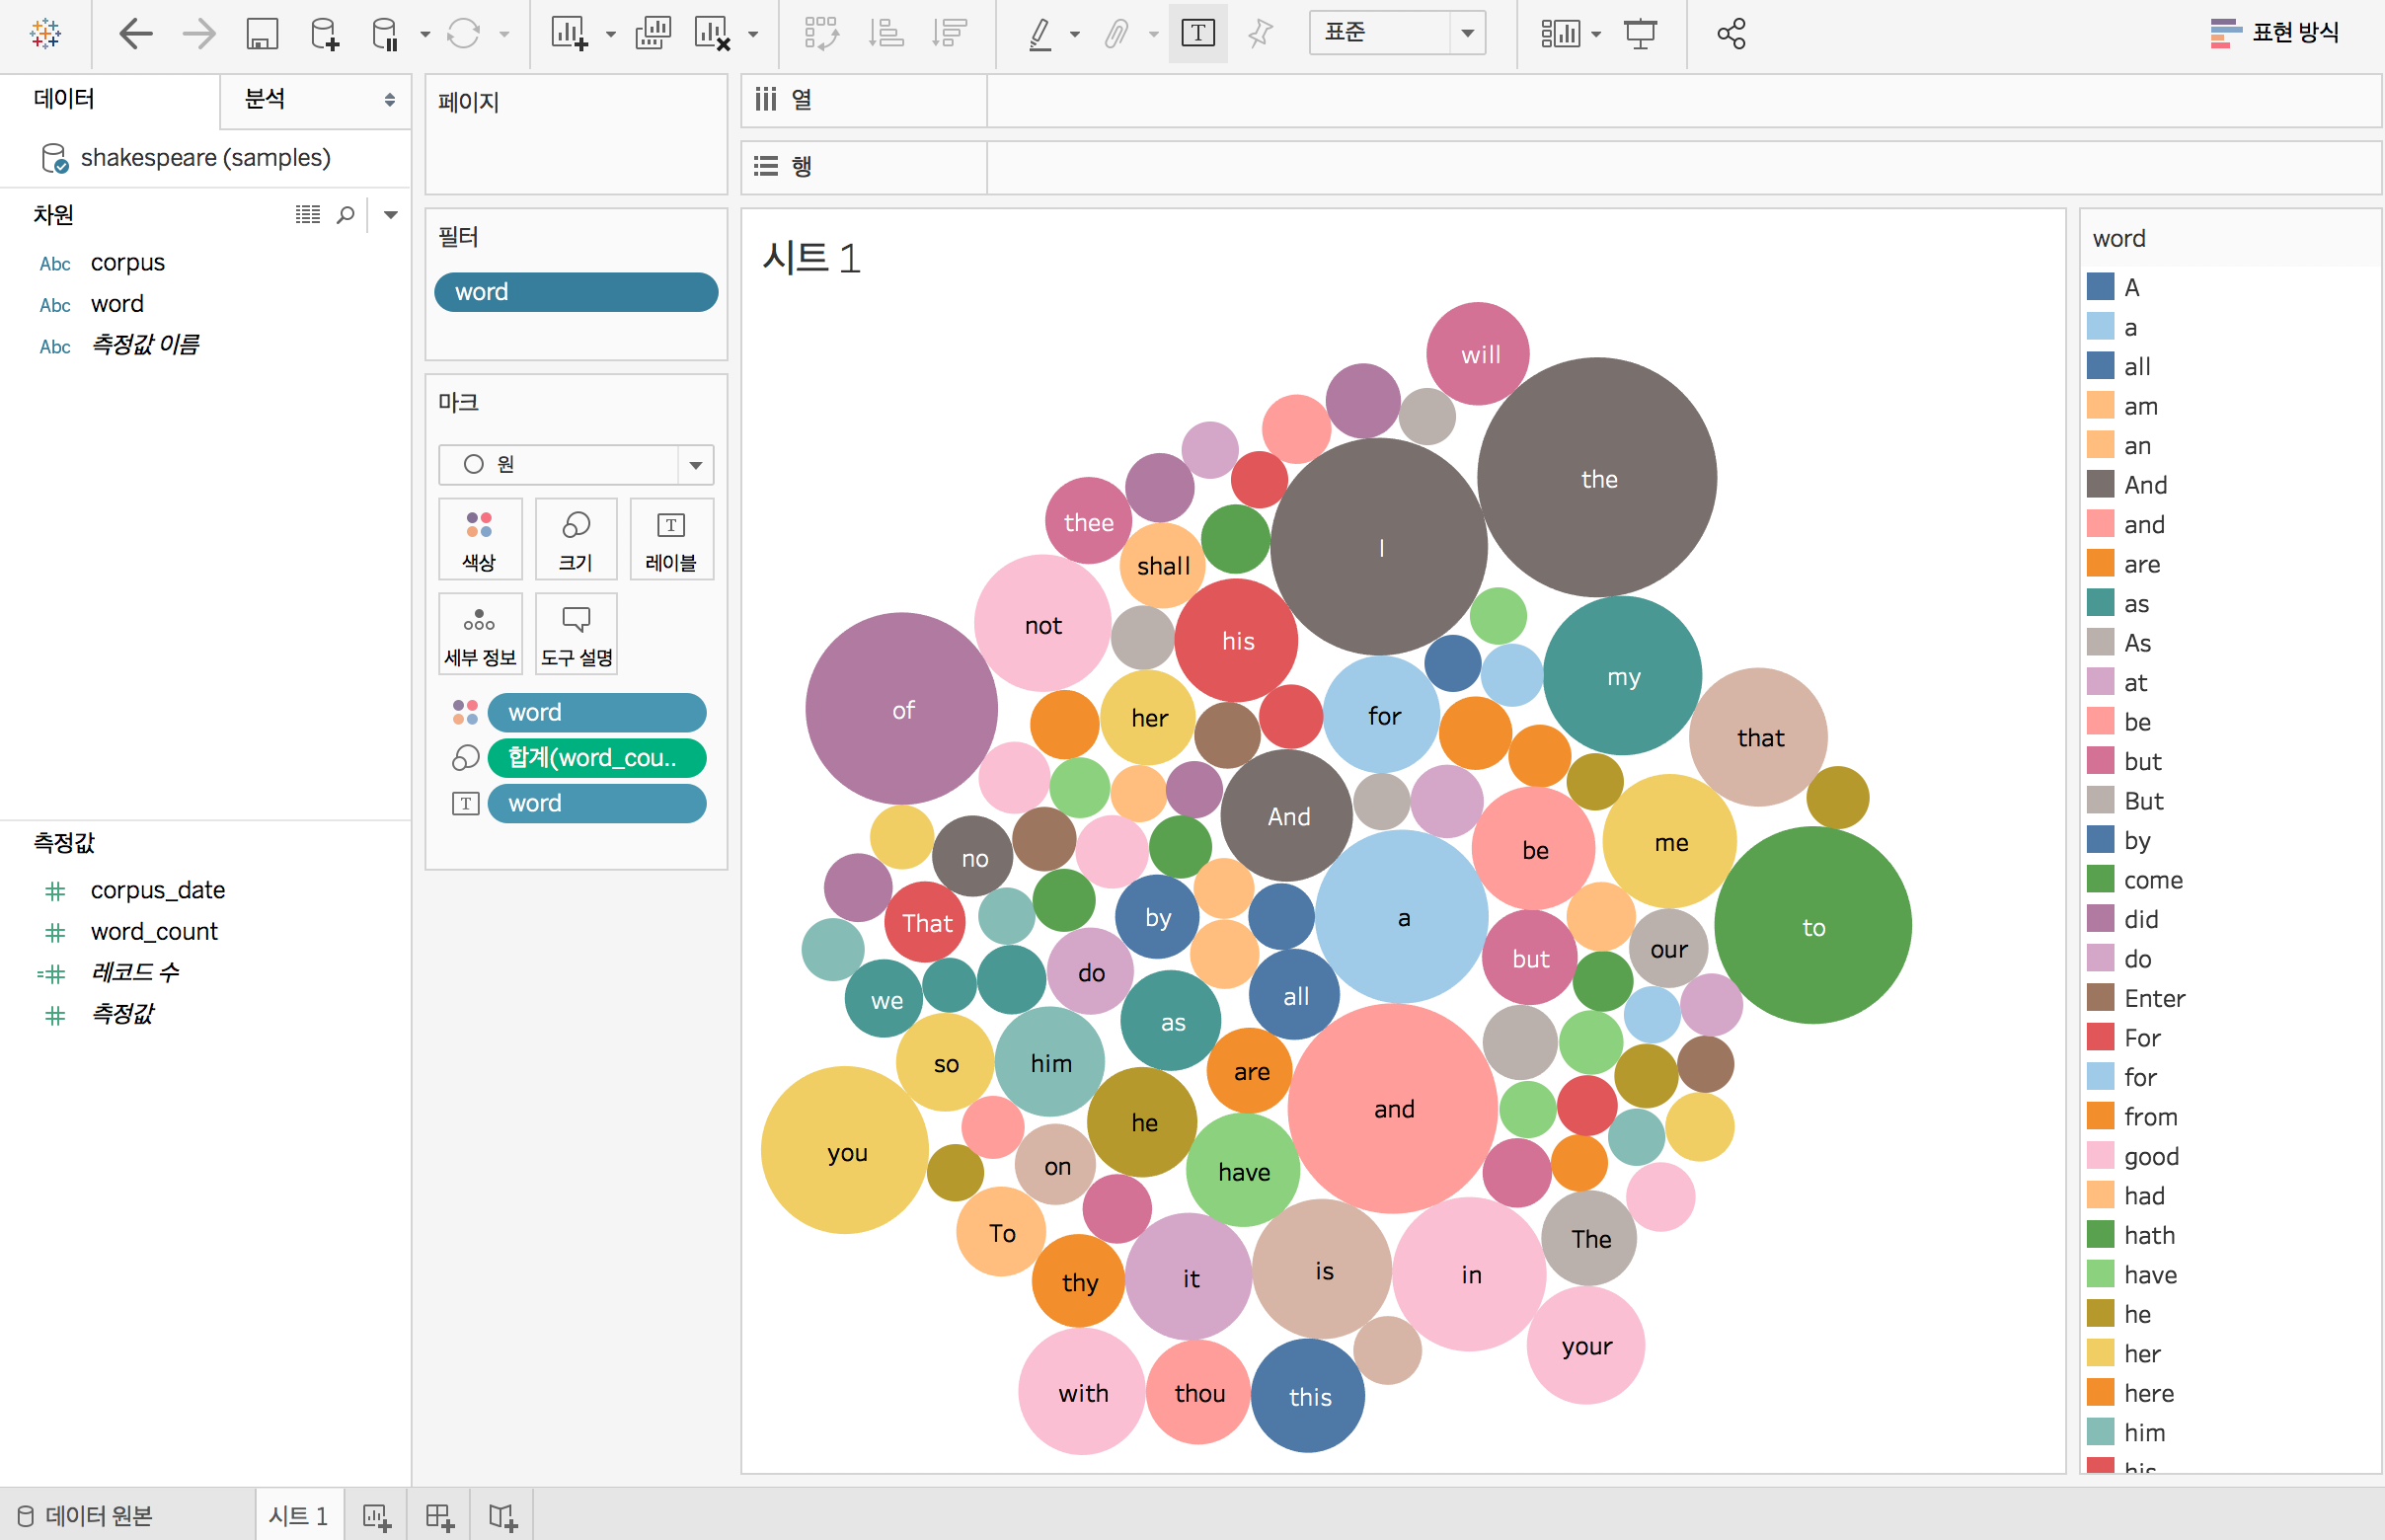 표준
표현 방식
데이터
분석
shakespeare (samples)
차원
Abc corpus
Abc word
Abc 측정값 이름
측정값
corpus_date
word_count
레코드 수
측정값
페이지
필터
word
마크
원
색상
크기
T
레이블
세부 정보
도구 설명
word
합계(word_cou..
T word
열
행
시트 1
will
the
I
thee
shall
not
his
my
of
her
for
that
And
no
be
me
by
a
That
to
our
do
but
we
all
as
so
him
are
and
he
you
on
have
To
The
thy
it
is
in
your
with
thou
this
word
A
a
all
am
an
And
and
are
as
As
at
be
but
But
by
come
did
do
Enter
For
for
from
good
had
hath
have
he
her
here
him
his
데이터 원본
시트 1